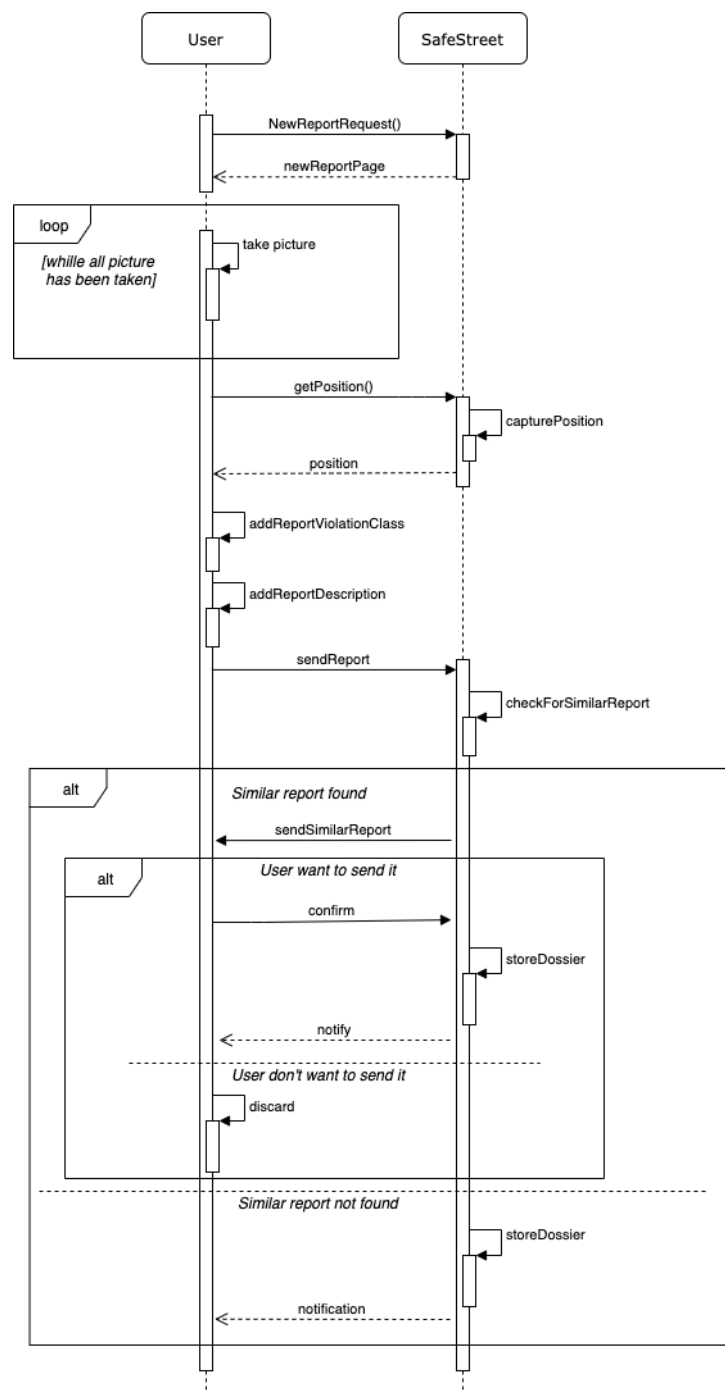 User
SafeStreet
NewReportRequest()
newReportPage
loop
[whille all picture
has been taken]
take picture
getPosition()
capturePosition
position
addReportViolationClass
addReportDescription
sendReport
checkForSimilarReport
alt
Similar report found
sendSimilarReport
alt
User want to send it
confirm
storeDossier
notify
User don't want to send it
discard
Similar report not found
storeDossier
notification